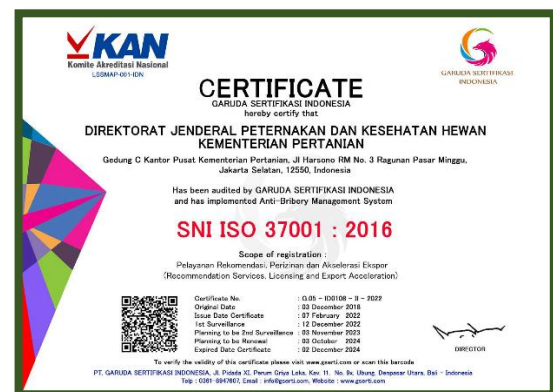 KAN
Komite Akreditasi Nasional
LSSMAP-001-IDN
GARUDA SERTIFIKASI
INDONESIA
CERTIFICATE
GARUDA SERTIFIKASI INDONESIA
hereby certify that
DIREKTORAT JENDERAL PETERNAKAN DAN KESEHATAN HEWAN
KEMENTERIAN PERTANIAN
Gedung C Kantor Pusat Kementerian Pertanian, Jl Harsono RM No. 3 Ragunan Pasar Minggu,
Jakarta Selatan, 12550, Indonesia
Has been audited by GARUDA SERTIFIKASI INDONESIA
and has implemented Anti-Bribery Management System
SNI ISO 37001 : 2016
Scope of registration :
Pelayanan Rekomendasi, Perizinan dan Akselerasi Ekspor
(Recommendation Services, Licensing and Export Acceleration)
Certificate No. : G.05 - ID0108 - II - 2022
Original Date : 03 December 2018
Issue Date Certificate : 07 February 2022
1st Surveillance : 12 December 2022
Planning to be 2nd Surveillance : 03 November 2023
Planning to be Renewal : 03 October 2024
Expired Date Certificate : 02 December 2024
DIRECTOR
To verify the validity of this certificate please visit www.gserti.com or scan this barcode
PT. GARUDA SERTIFIKASI INDONESIA, Jl. Pidada XI, Perum Griya Loka, Kav. 11, No. 9x, Ubung, Denpasar Utara, Bali - Indonesia
Telp : 0361-8947607, Email : info@gserti.com, Website : www.gserti.com